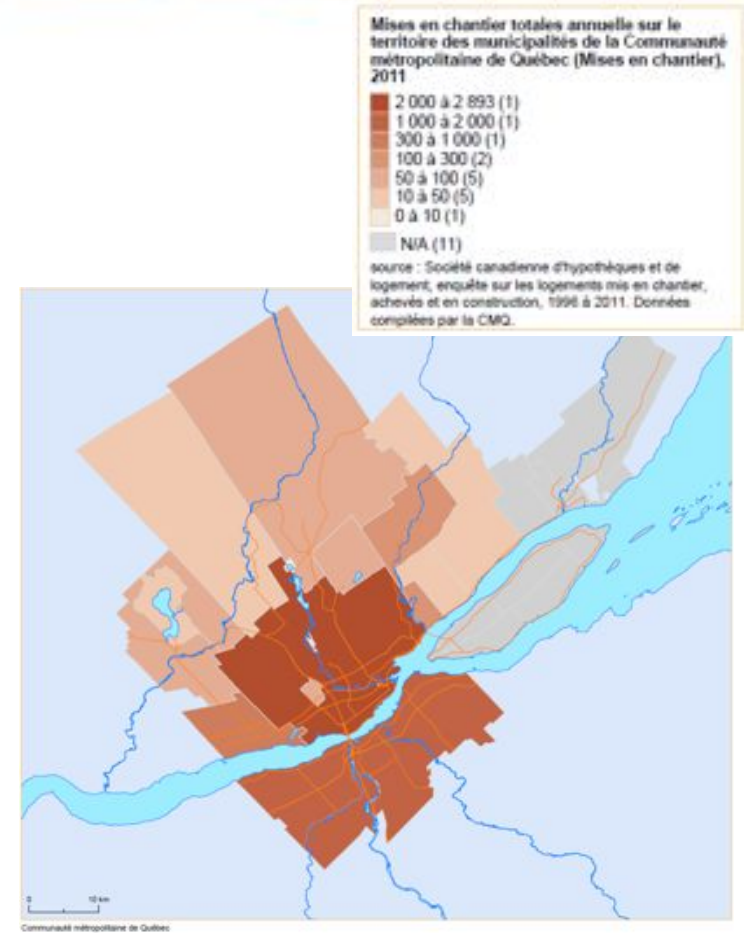 Mises en chantier totales annuelle sur le
territoire des municipalités de la Communauté
métropolitaine de Québec (Mises en chantier),
2011
2 000 à 2 893 (1)
1 000 à 2 000 (1)
300 à 1 000 (1)
100 à 300 (2)
50 à 100 (5)
10 à 50 (5)
0 à 10 (1)
N/A (11)
source : Société canadienne d'hypothèques et de
logement, enquête sur les logements mis en chantier,
achevés et en construction, 1996 à 2011. Données
compilées par la CMQ.
0 10 km
Communauté métropolitaine de Québec